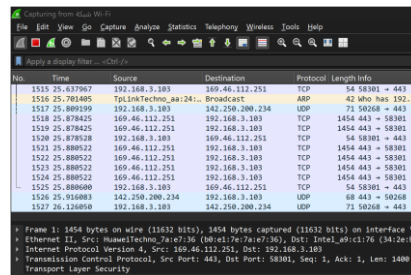 Capturing from شبكة Wi-Fi
File Edit View Go Capture Analyze Statistics Telephony Wireless Tools Help
Apply a display filter ... <Ctrl-/>
No. Time Source Destination Protocol Length Info
1515 25.637967 192.168.3.103 169.46.112.251 TCP 54 58301 → 443
1516 25.701405 TpLinkTechno_aa:24:… Broadcast ARP 42 Who has 192.
1517 25.809199 192.168.3.103 142.250.200.234 UDP 71 50268 → 443
1518 25.878425 169.46.112.251 192.168.3.103 TCP 1454 443 → 58301
1519 25.878425 169.46.112.251 192.168.3.103 TCP 1454 443 → 58301
1520 25.878528 192.168.3.103 169.46.112.251 TCP 54 58301 → 443
1521 25.880522 169.46.112.251 192.168.3.103 TCP 1454 443 → 58301
1522 25.880522 169.46.112.251 192.168.3.103 TCP 1454 443 → 58301
1523 25.880522 169.46.112.251 192.168.3.103 TCP 1454 443 → 58301
1524 25.880522 169.46.112.251 192.168.3.103 TCP 1454 443 → 58301
1525 25.880600 192.168.3.103 169.46.112.251 TCP 54 58301 → 443
1526 25.916083 142.250.200.234 192.168.3.103 UDP 68 443 → 50268
1527 26.126050 192.168.3.103 142.250.200.234 UDP 71 50268 → 443
Frame 1: 1454 bytes on wire (11632 bits), 1454 bytes captured (11632 bits) on interface
Ethernet II, Src: HuaweiTechno_7a:e7:36 (b0:e1:7e:7a:e7:36), Dst: Intel_a9:c1:76 (34:2e:
Internet Protocol Version 4, Src: 169.46.112.251, Dst: 192.168.3.103
Transmission Control Protocol, Src Port: 443, Dst Port: 58301, Seq: 1, Ack: 1, Len: 1400
Transport Layer Security